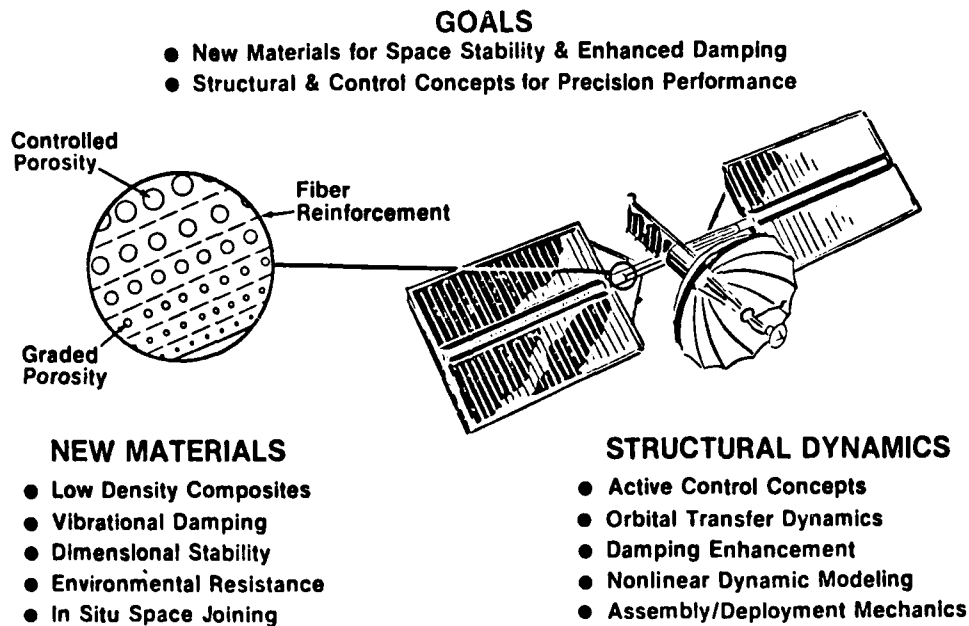 GOALS
● New Materials for Space Stability & Enhanced Damping
● Structural & Control Concepts for Precision Performance
Controlled
Porosity
Fiber
Reinforcement
Graded
Porosity
NEW MATERIALS
● Low Density Composites
● Vibrational Damping
● Dimensional Stability
● Environmental Resistance
● In Situ Space Joining
STRUCTURAL DYNAMICS
● Active Control Concepts
● Orbital Transfer Dynamics
● Damping Enhancement
● Nonlinear Dynamic Modeling
● Assembly/Deployment Mechanics